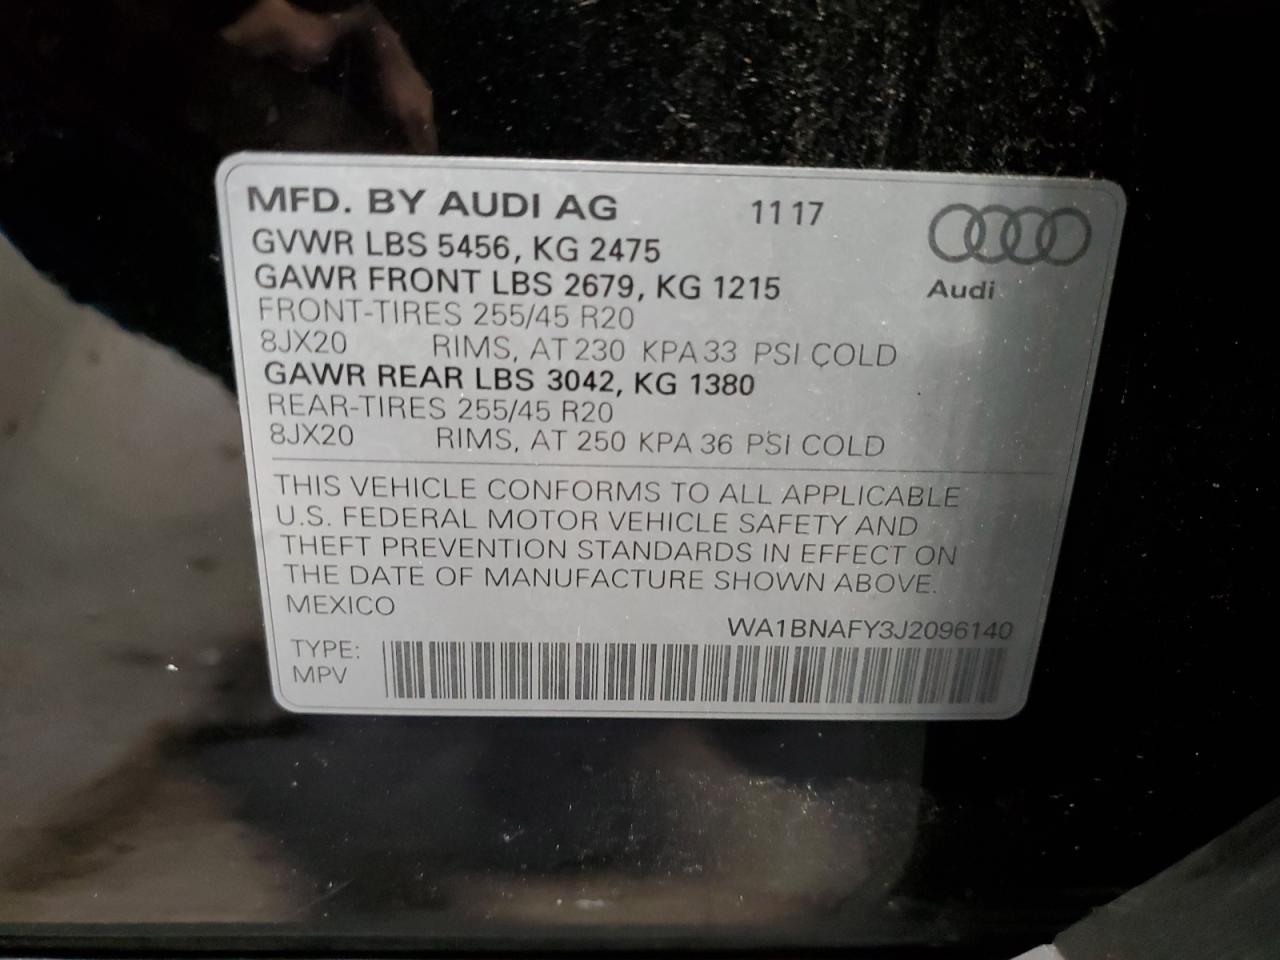 MFD. BY AUDI AG 11 17
GVWR LBS 5456, KG 2475
GAWR FRONT LBS 2679, KG 1215
Audi
FRONT-TIRES 255/45 R20
8JX20 RIMS, AT 230 KPA 33 PSI COLD
GAWR REAR LBS 3042, KG 1380
REAR-TIRES 255/45 R20
8JX20 RIMS, AT 250 KPA 36 PSI COLD
THIS VEHICLE CONFORMS TO ALL APPLICABLE
U.S. FEDERAL MOTOR VEHICLE SAFETY AND
THEFT PREVENTION STANDARDS IN EFFECT ON
THE DATE OF MANUFACTURE SHOWN ABOVE.
MEXICO
WA1BNAFY3J2096140
TYPE:
MPV